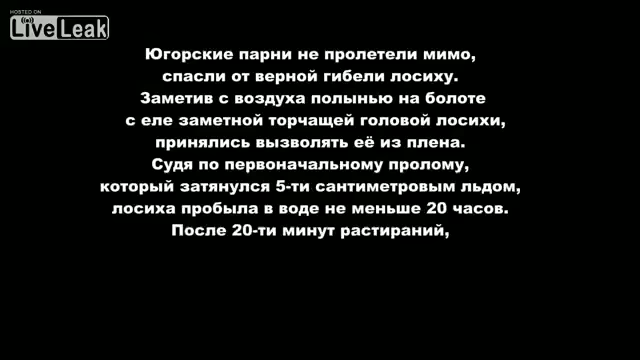 HOSTED ON
LiveLeak
Югорские парни не пролетели мимо,
спасли от верной гибели лосиху.
Заметив с воздуха полынью на болоте
с еле заметной торчащей головой лосихи,
принялись вызволять её из плена.
Судя по первоначальному пролому,
который затянулся 5-ти сантиметровым льдом,
лосиха пробыла в воде не меньше 20 часов.
После 20-ти минут растираний,